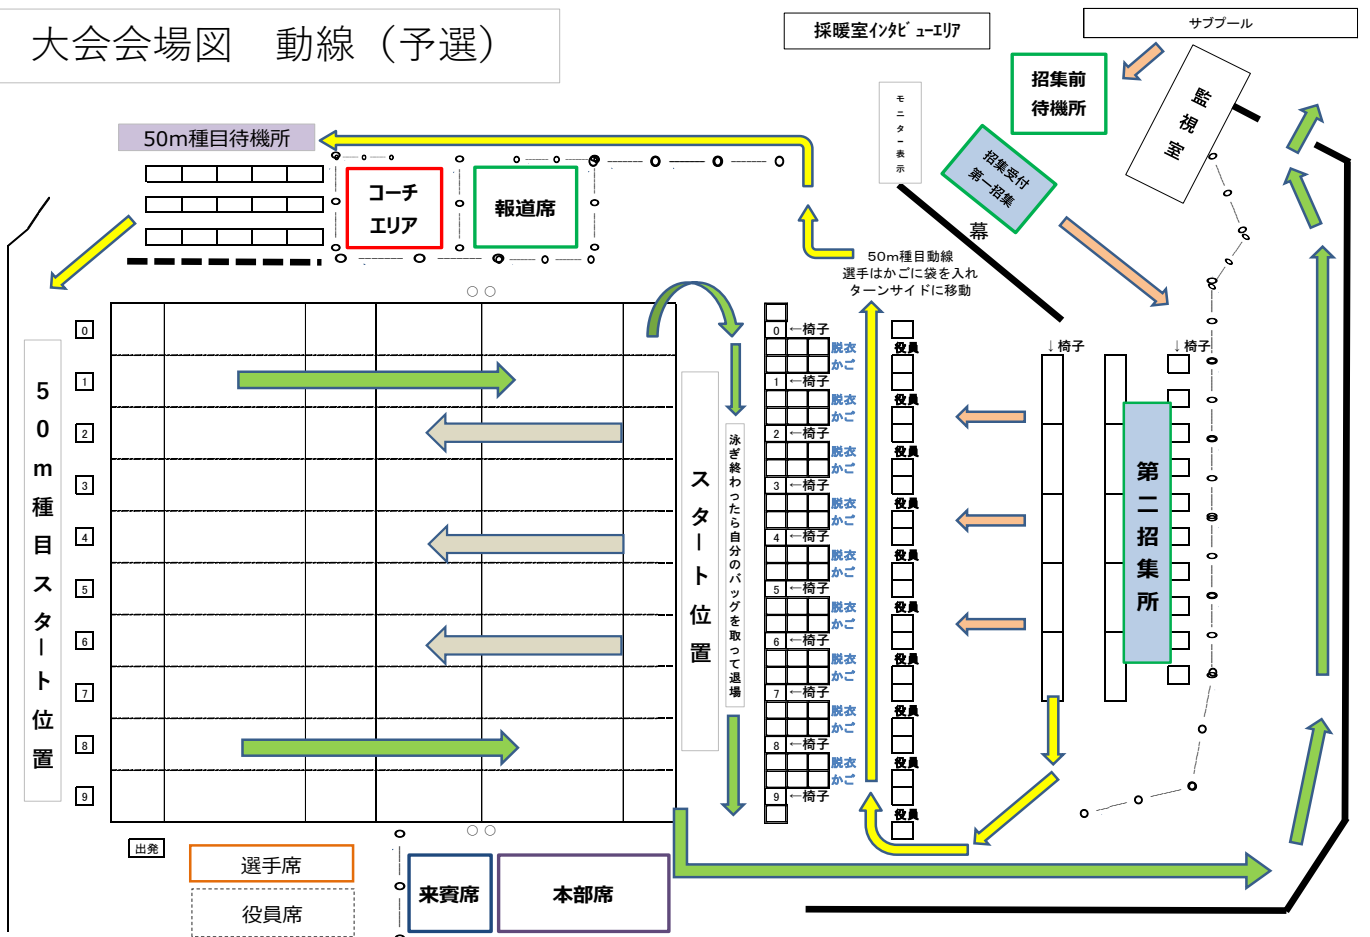 大会会場図　動線（予選）
採暖室インタビューエリア
サブプール
招集前
待機所
監視室
モニター表示
招集受付
第一招集
幕
50m種目待機所
コーチ
エリア
報道席
50m種目動線
選手はかごに袋を入れ
ターンサイドに移動
50m種目スタート位置
0
1
2
3
4
5
6
7
8
9
スタート位置
泳ぎ終わったら自分のバッグを取って退場
0 ←椅子
脱衣
かご
1 ←椅子
脱衣
かご
2 ←椅子
脱衣
かご
3 ←椅子
脱衣
かご
4 ←椅子
脱衣
かご
5 ←椅子
脱衣
かご
6 ←椅子
脱衣
かご
7 ←椅子
脱衣
かご
8 ←椅子
脱衣
かご
9 ←椅子
役員
役員
役員
役員
役員
役員
役員
役員
役員
役員
↓椅子
↓椅子
第二招集所
出発
選手席
役員席
来賓席
本部席